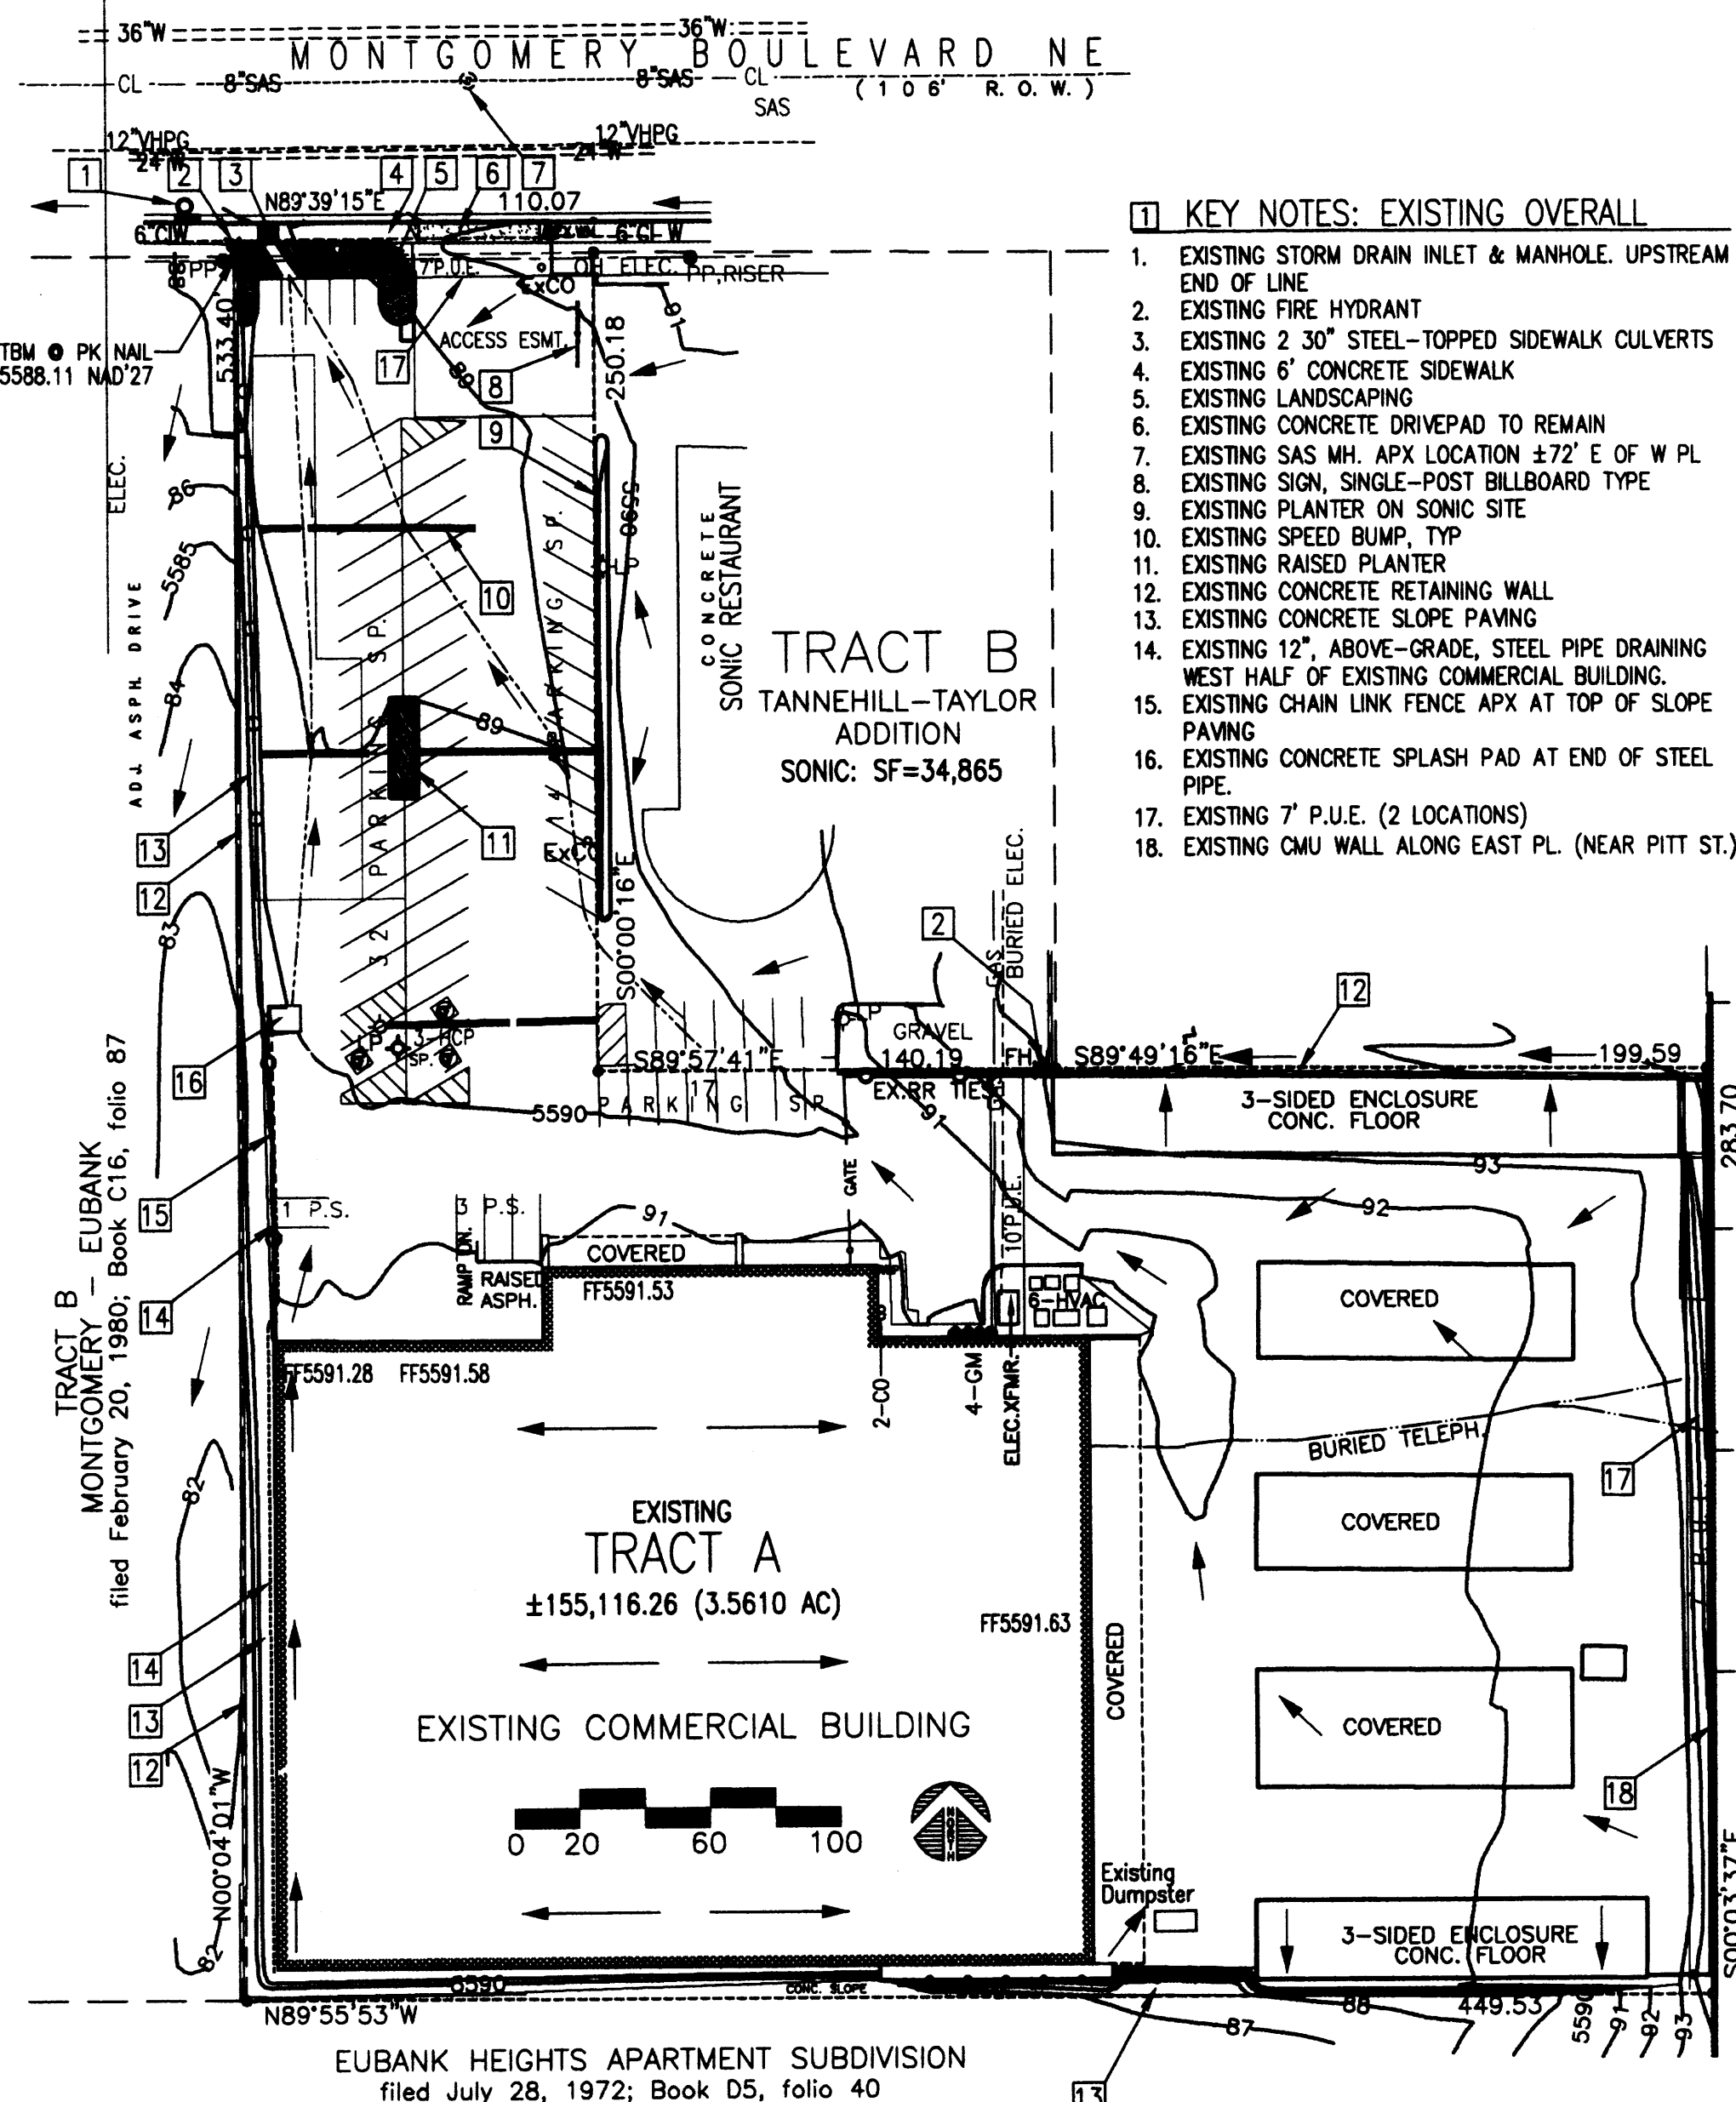 36"W
36"W
MONTGOMERY BOULEVARD NE
CL
8"SAS
8"SAS
CL
(106' R.O.W.)
SAS
12"VHPG
12"VHPG
24"W
24"W
1
2
3
4
5
6
7
N89°39'15"E
110.07
6"CIW
PP
7'P.U.E.
OH ELEC.
PP,RISER
ExCO
91
533.40'
TBM @ PK NAIL
5588.11 NAD'27
ACCESS ESMT.
17
89
8
250.18
9
ELEC.
86
5585
ADJ. ASPH. DRIVE
84
5590
LP
CONCRETE
SONIC RESTAURANT
10
32 PARKING SP.
14 PARKING SP.
89
11
ExCO
13
12
83
S00°00'16"E
TRACT B
TANNEHILL-TAYLOR
ADDITION
SONIC: SF=34,865
1 KEY NOTES: EXISTING OVERALL
1. EXISTING STORM DRAIN INLET & MANHOLE. UPSTREAM
END OF LINE
2. EXISTING FIRE HYDRANT
3. EXISTING 2 30" STEEL-TOPPED SIDEWALK CULVERTS
4. EXISTING 6' CONCRETE SIDEWALK
5. EXISTING LANDSCAPING
6. EXISTING CONCRETE DRIVEPAD TO REMAIN
7. EXISTING SAS MH. APX LOCATION ±72' E OF W PL
8. EXISTING SIGN, SINGLE-POST BILLBOARD TYPE
9. EXISTING PLANTER ON SONIC SITE
10. EXISTING SPEED BUMP, TYP
11. EXISTING RAISED PLANTER
12. EXISTING CONCRETE RETAINING WALL
13. EXISTING CONCRETE SLOPE PAVING
14. EXISTING 12", ABOVE-GRADE, STEEL PIPE DRAINING
WEST HALF OF EXISTING COMMERCIAL BUILDING.
15. EXISTING CHAIN LINK FENCE APX AT TOP OF SLOPE
PAVING
16. EXISTING CONCRETE SPLASH PAD AT END OF STEEL
PIPE.
17. EXISTING 7' P.U.E. (2 LOCATIONS)
18. EXISTING CMU WALL ALONG EAST PL. (NEAR PITT ST.)
2
GAS
BURIED ELEC.
12
LP
3-HCP
SP.
LP
GRAVEL
16
S89°57'41"E
140.19
FH
S89°49'16"E
199.59
17
PARKING SP
EX.RR TIES
5590
91
3-SIDED ENCLOSURE
CONC. FLOOR
283.70
93
TRACT B
MONTGOMERY - EUBANK
filed February 20, 1980; Book C16, folio 87
15
1 P.S.
3 P.S.
91
GATE
10'P.U.E.
92
RAMP DN.
RAISED
ASPH.
COVERED
FF5591.53
6-HVAC
COVERED
14
FF5591.28
FF5591.58
2-CO
4-GM
ELEC.XFMR.
BURIED TELEPH.
17
82
EXISTING
TRACT A
±155,116.26 (3.5610 AC)
COVERED
FF5591.63
COVERED
14
13
12
EXISTING COMMERCIAL BUILDING
COVERED
18
0 20 60 100
NORTH
N00°04'01"W
Existing
Dumpster
82
3-SIDED ENCLOSURE
CONC. FLOOR
S00°03'37"E
CONC. SLOPE
N89°55'53"W
88
449.53
87
5590
91
92
93
EUBANK HEIGHTS APARTMENT SUBDIVISION
filed July 28, 1972; Book D5, folio 40
13